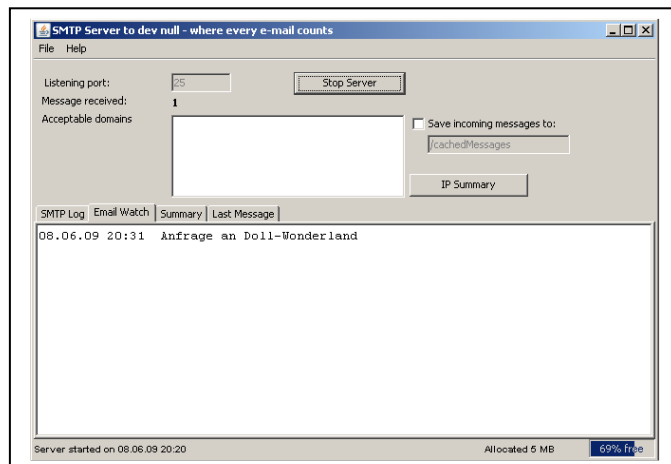 SMTP Server to dev null - where every e-mail counts
File Help
Listening port: 25 Stop Server
Message received: 1
Acceptable domains
Save incoming messages to:
/cachedMessages
IP Summary
SMTP Log Email Watch Summary Last Message
08.06.09 20:31 Anfrage an Doll-Wonderland
Server started on 08.06.09 20:20 Allocated 5 MB 69% free